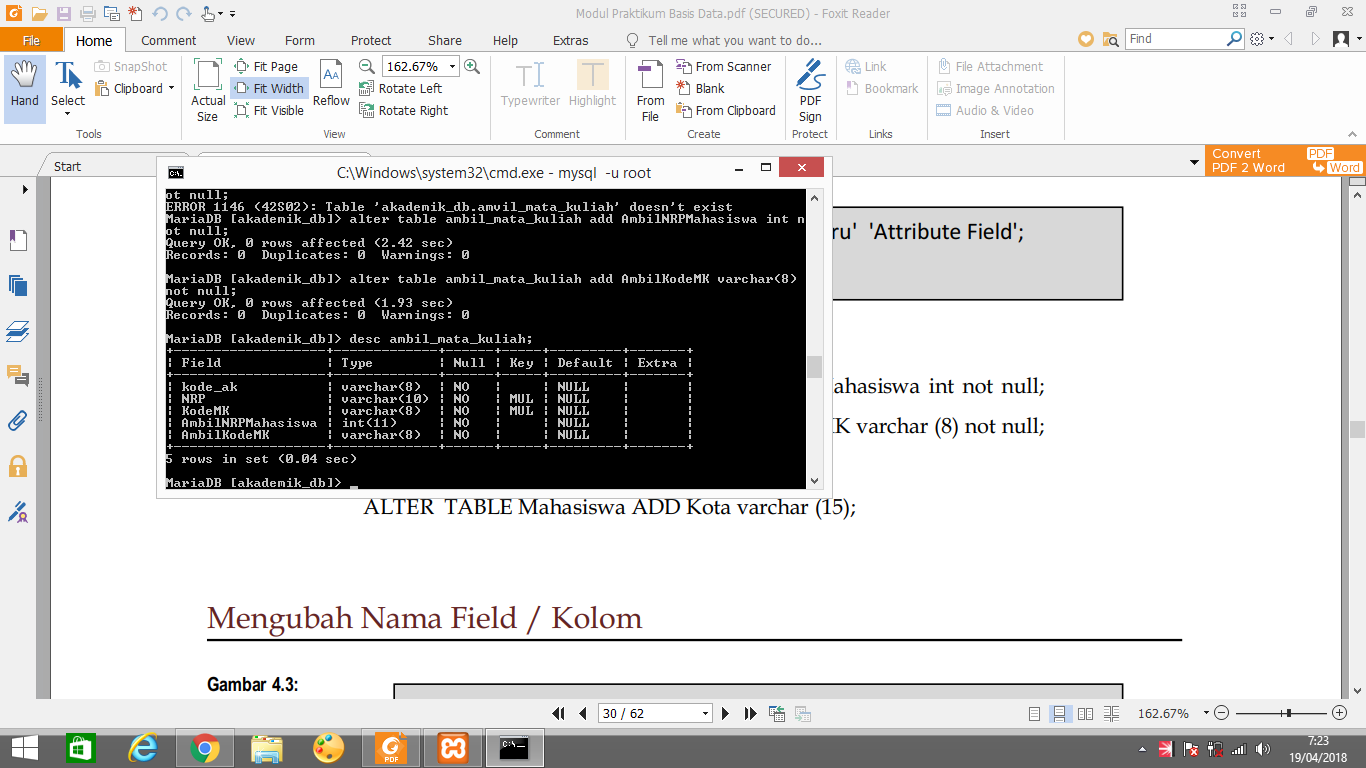 Modul Praktikum Basis Data.pdf (SECURED) - Foxit Reader
File Home Comment View Form Protect Share Help Extras Tell me what you want to do... Find
Hand
Select
SnapShot
Clipboard
Tools
Actual Size
Fit Page
Fit Width
Fit Visible
Reflow
162.67%
Rotate Left
Rotate Right
View
Typewriter
Highlight
Comment
From File
From Scanner
Blank
From Clipboard
Create
PDF Sign
Protect
Link
Bookmark
Links
File Attachment
Image Annotation
Audio & Video
Insert
Start
Convert PDF
PDF 2 Word Word
C:\Windows\system32\cmd.exe - mysql -u root
ot null;
ERROR 1146 (42S02): Table 'akademik_db.amvil_mata_kuliah' doesn't exist
MariaDB [akademik_db]> alter table ambil_mata_kuliah add AmbilNRPMahasiswa int n
ot null;
Query OK, 0 rows affected (2.42 sec)
Records: 0  Duplicates: 0  Warnings: 0
MariaDB [akademik_db]> alter table ambil_mata_kuliah add AmbilKodeMK varchar(8)
not null;
Query OK, 0 rows affected (1.93 sec)
Records: 0  Duplicates: 0  Warnings: 0
MariaDB [akademik_db]> desc ambil_mata_kuliah;
+-------------------+-------------+------+-----+---------+-------+
| Field             | Type        | Null | Key | Default | Extra |
+-------------------+-------------+------+-----+---------+-------+
| kode_ak           | varchar(8)  | NO   |     | NULL    |       |
| NRP               | varchar(10) | NO   | MUL | NULL    |       |
| KodeMK            | varchar(8)  | NO   | MUL | NULL    |       |
| AmbilNRPMahasiswa | int(11)     | NO   |     | NULL    |       |
| AmbilKodeMK       | varchar(8)  | NO   |     | NULL    |       |
+-------------------+-------------+------+-----+---------+-------+
5 rows in set (0.04 sec)
MariaDB [akademik_db]> _
ru' 'Attribute Field';
ahasiswa int not null;
K varchar (8) not null;
ALTER TABLE Mahasiswa ADD Kota varchar (15);
Mengubah Nama Field / Kolom
Gambar 4.3:
30 / 62
162.67%
7:23
19/04/2018